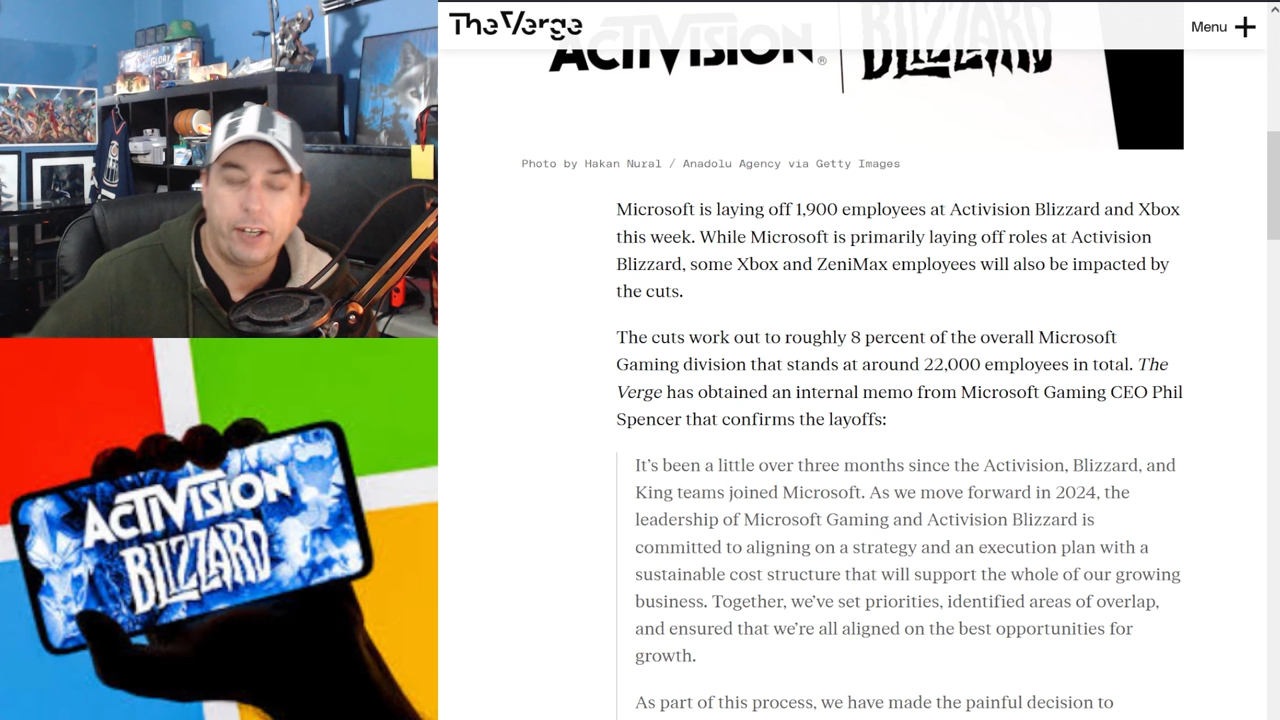 GLORY
ACTIVISION
BLIZZARD
The Verge
Menu
ACTIVISION® BLIZZARD
Photo by Hakan Nural / Anadolu Agency via Getty Images
Microsoft is laying off 1,900 employees at Activision Blizzard and Xbox
this week. While Microsoft is primarily laying off roles at Activision
Blizzard, some Xbox and ZeniMax employees will also be impacted by
the cuts.
The cuts work out to roughly 8 percent of the overall Microsoft
Gaming division that stands at around 22,000 employees in total. The
Verge has obtained an internal memo from Microsoft Gaming CEO Phil
Spencer that confirms the layoffs:
It’s been a little over three months since the Activision, Blizzard, and
King teams joined Microsoft. As we move forward in 2024, the
leadership of Microsoft Gaming and Activision Blizzard is
committed to aligning on a strategy and an execution plan with a
sustainable cost structure that will support the whole of our growing
business. Together, we’ve set priorities, identified areas of overlap,
and ensured that we’re all aligned on the best opportunities for
growth.
As part of this process, we have made the painful decision to